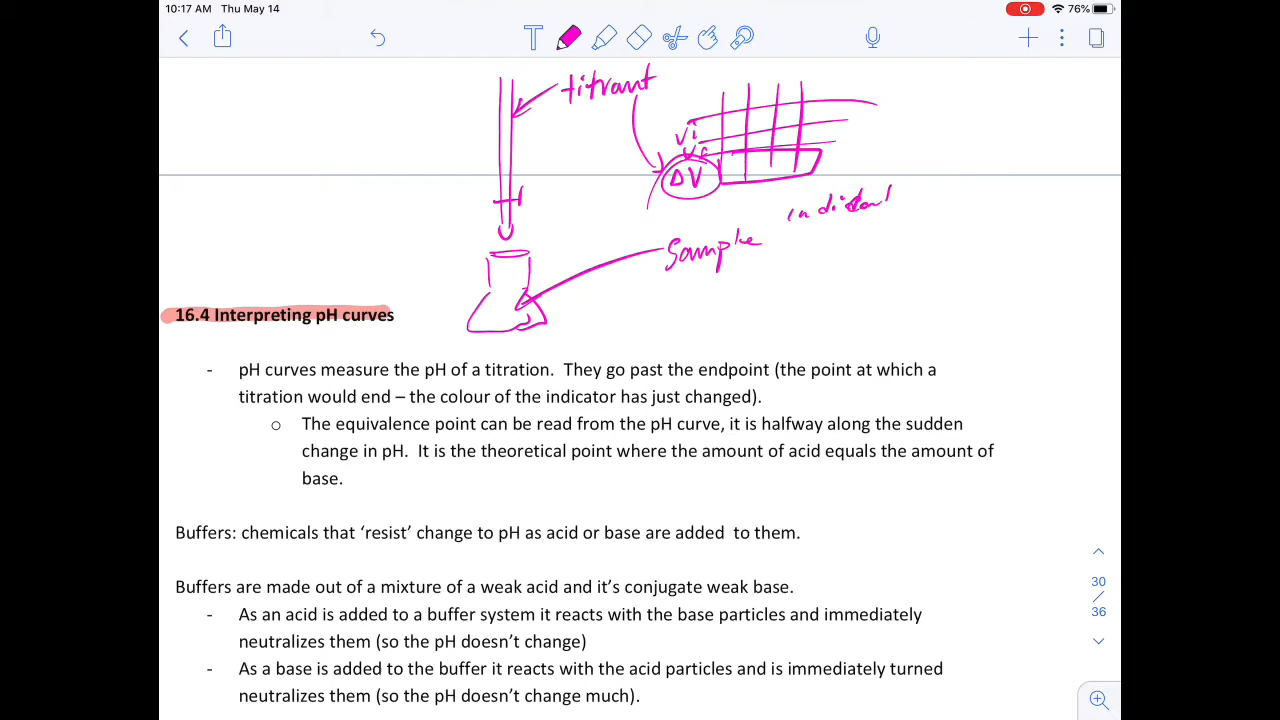 10:17 AM Thu May 14
76%
T
titrant
Vi
ΔV
Sample
16.4 Interpreting pH curves
- pH curves measure the pH of a titration. They go past the endpoint (the point at which a
titration would end – the colour of the indicator has just changed).
o The equivalence point can be read from the pH curve, it is halfway along the sudden
change in pH. It is the theoretical point where the amount of acid equals the amount of
base.
Buffers: chemicals that ‘resist’ change to pH as acid or base are added to them.
Buffers are made out of a mixture of a weak acid and it’s conjugate weak base.
- As an acid is added to a buffer system it reacts with the base particles and immediately
neutralizes them (so the pH doesn’t change)
- As a base is added to the buffer it reacts with the acid particles and is immediately turned
neutralizes them (so the pH doesn’t change much).
30
/
36